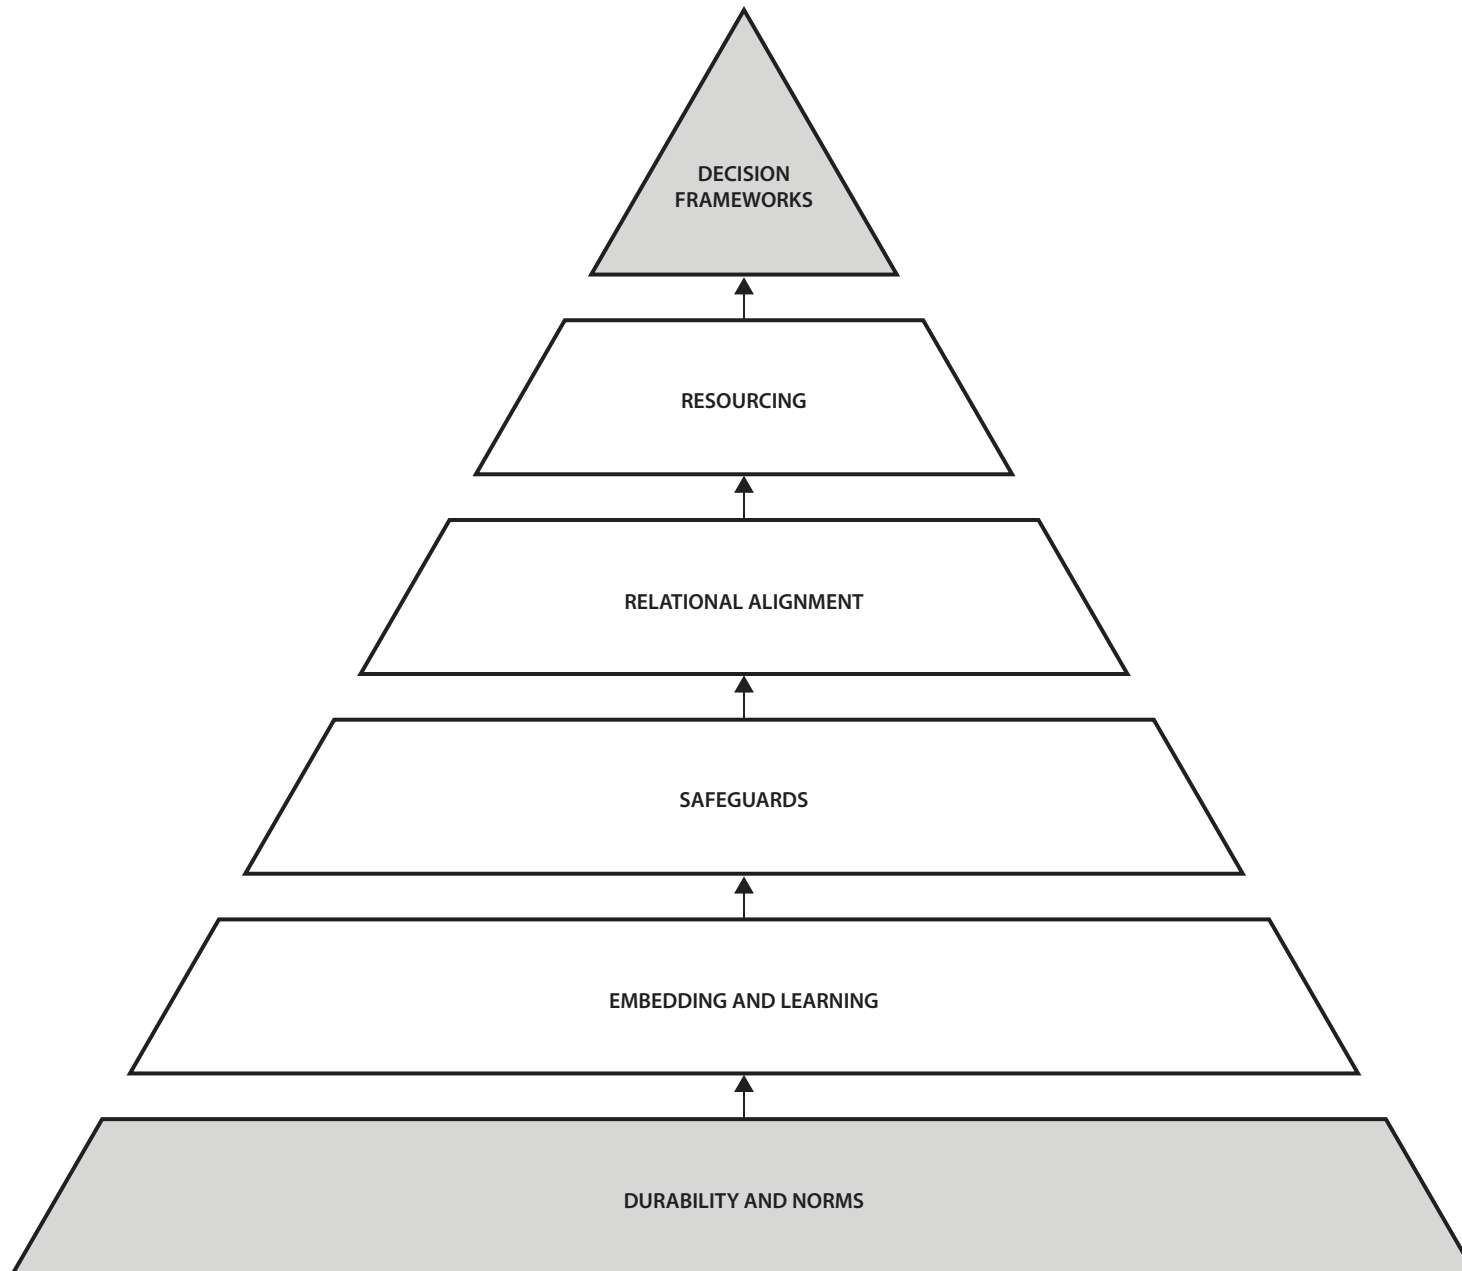 DECISION
FRAMEWORKS
RESOURCING
RELATIONAL ALIGNMENT
SAFEGUARDS
EMBEDDING AND LEARNING
DURABILITY AND NORMS